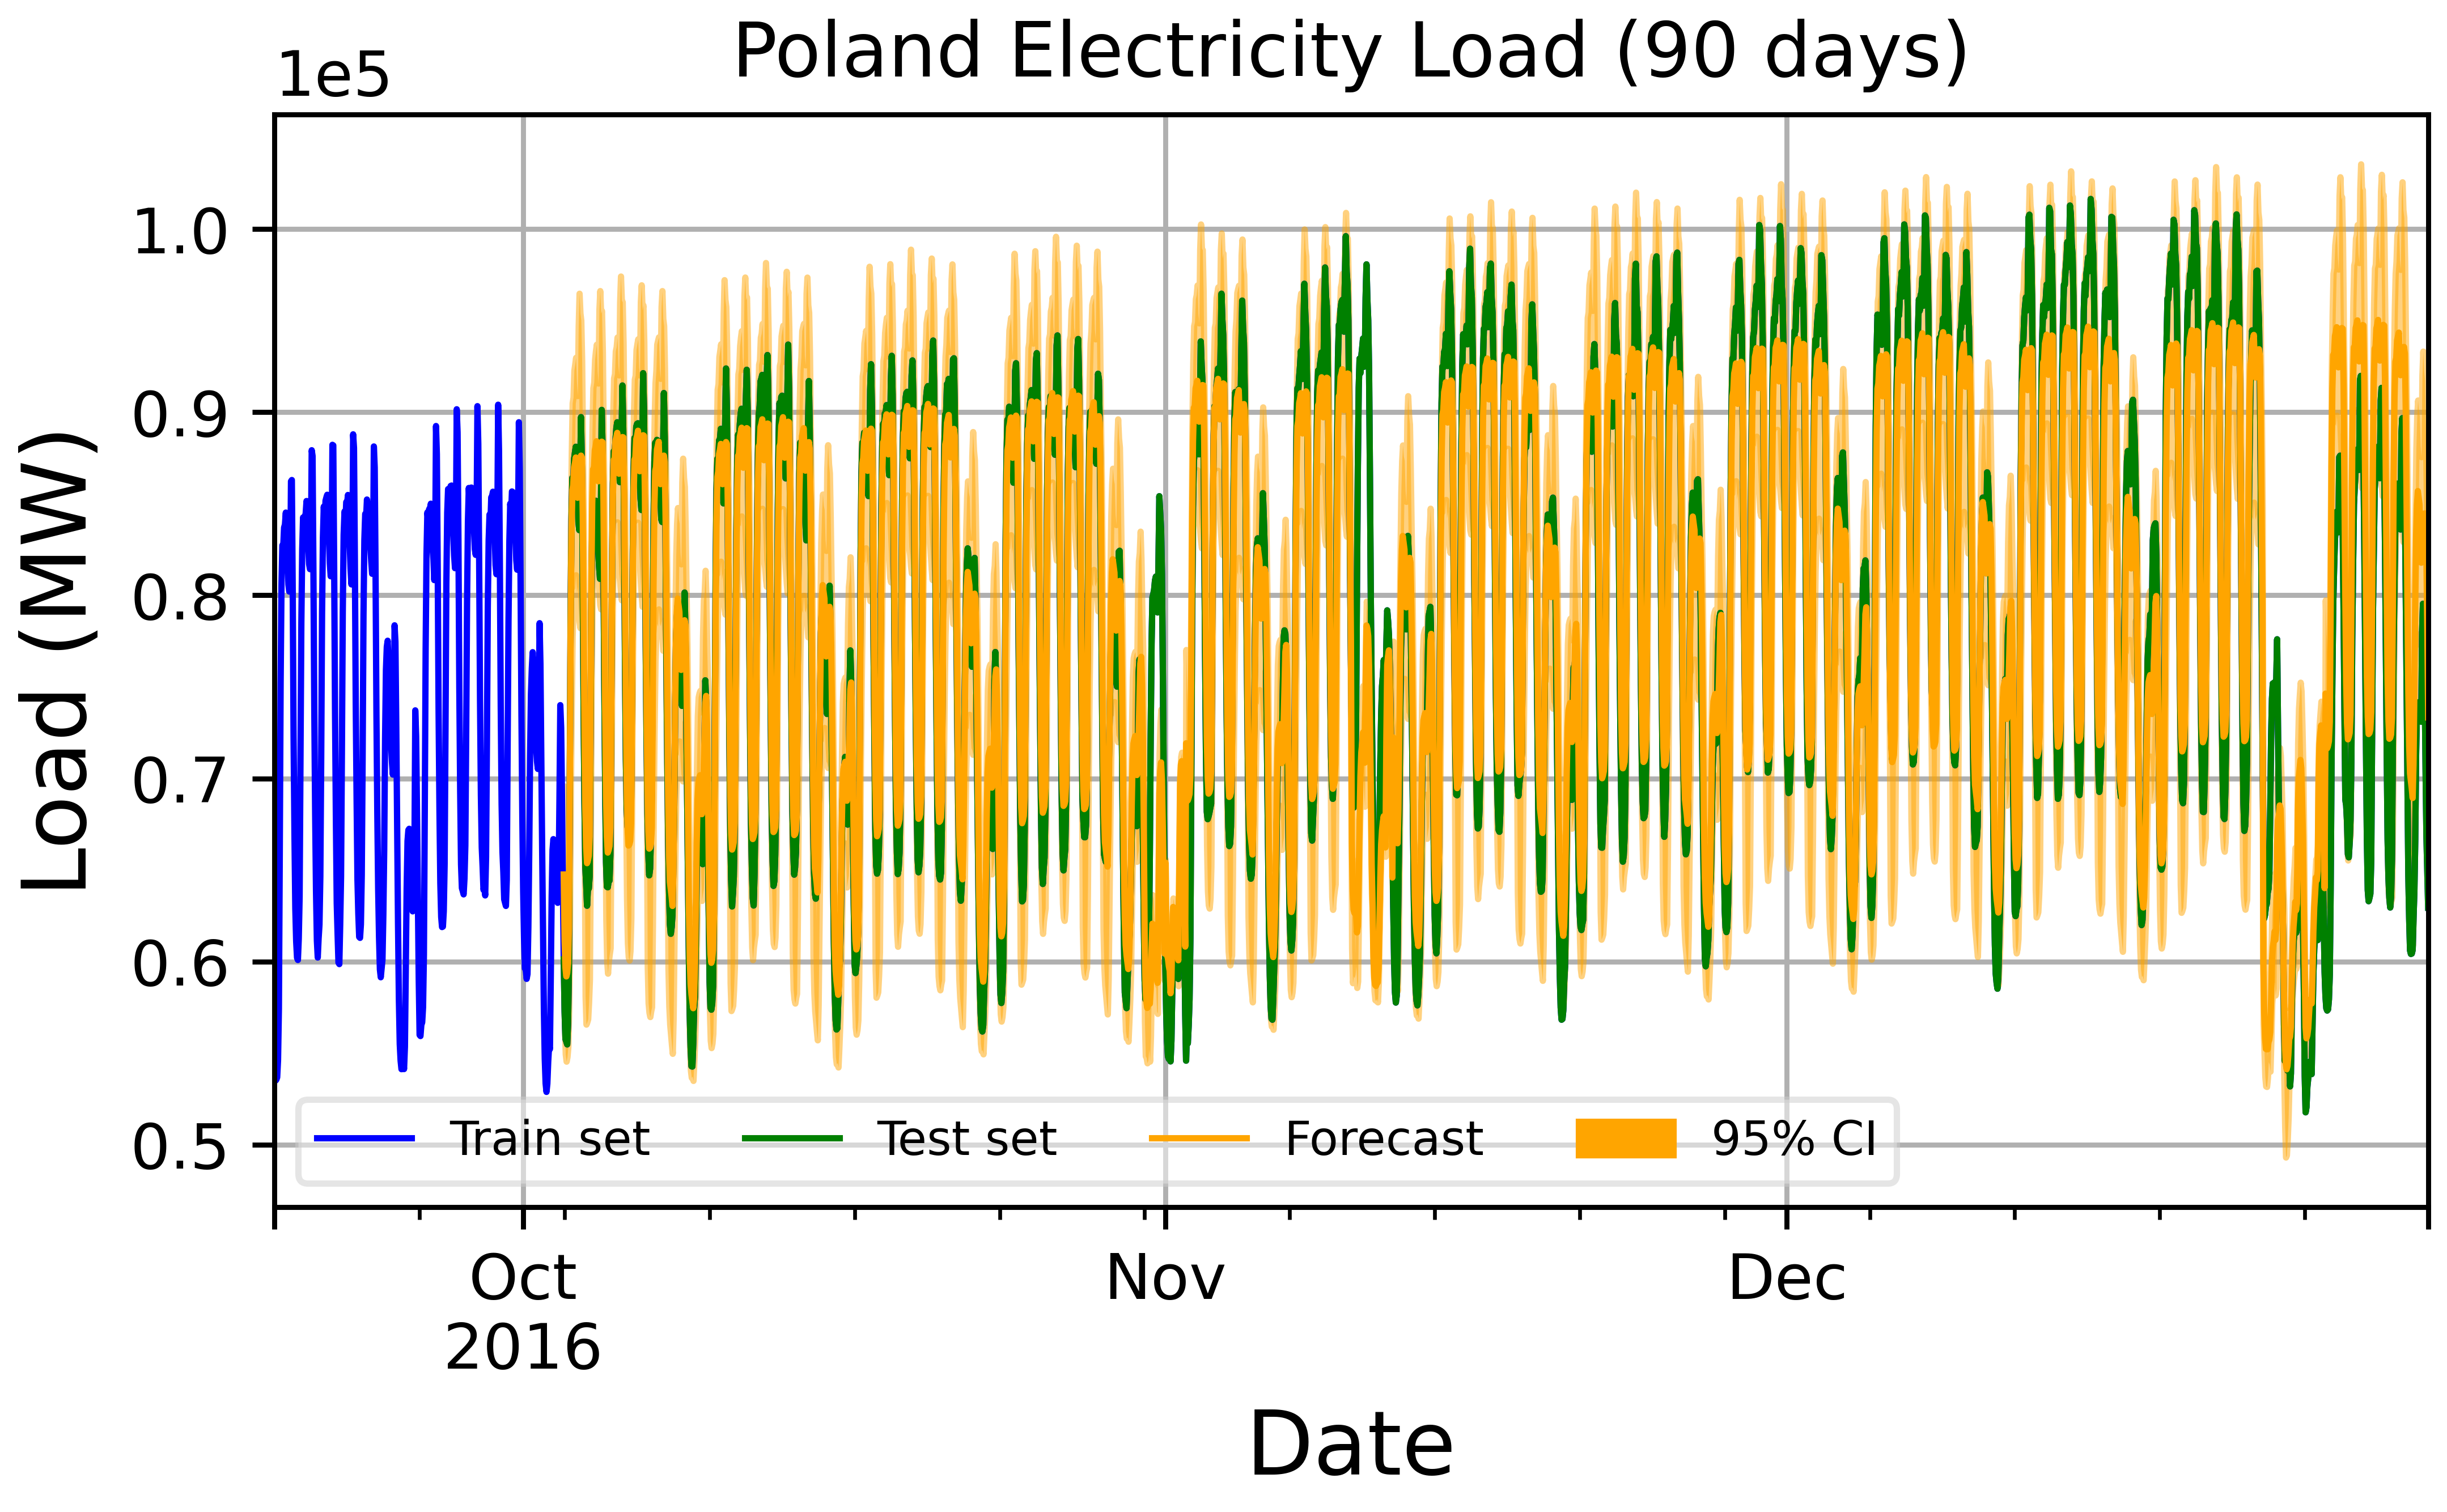 Poland Electricity Load (90 days)
1e5
1.0
0.9
0.8
0.7
0.6
0.5
Load (MW)
Train set
Test set
Forecast
95% CI
Oct
2016
Nov
Dec
Date